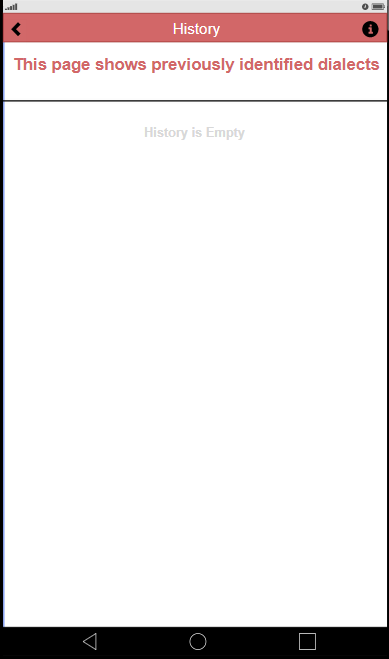 History
This page shows previously identified dialects
History is Empty